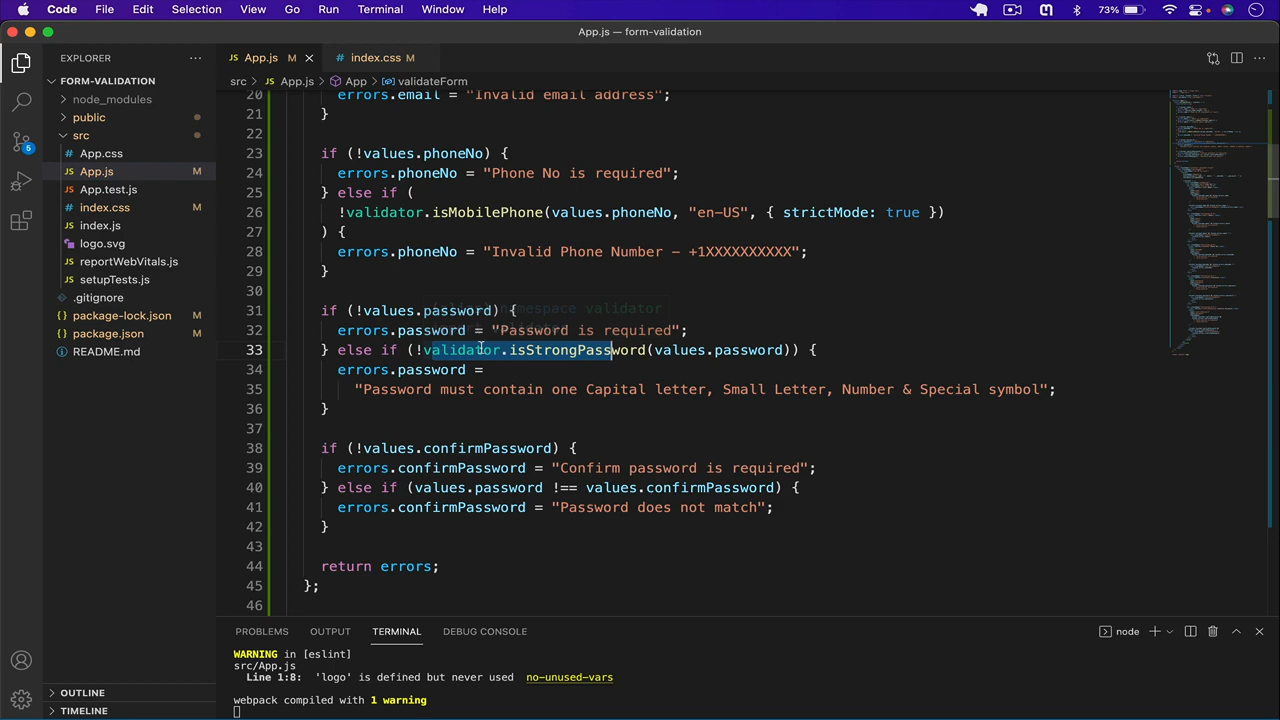 Code File Edit Selection View Go Run Terminal Window Help 73%
App.js — form-validation
EXPLORER
JS App.js M
JS index.css M
src > JS App.js > App > validateForm
FORM-VALIDATION
node_modules
public
src
App.css
JS App.js M
App.test.js
index.css M
JS index.js
logo.svg
JS reportWebVitals.js
setupTests.js
.gitignore
package-lock.json M
package.json M
README.md
5
20 errors.email = "Invalid email address";
21 }
22
23 if (!values.phoneNo) {
24 errors.phoneNo = "Phone No is required";
25 } else if (
26 !validator.isMobilePhone(values.phoneNo, "en-US", { strictMode: true })
27 ) {
28 errors.phoneNo = "Invalid Phone Number - +1XXXXXXXXXX";
29 }
30
31 if (!values.password) {
32 errors.password = "Password is required";
33 } else if (!validator.isStrongPassword(values.password)) {
34 errors.password =
35 "Password must contain one Capital letter, Small Letter, Number & Special symbol";
36 }
37
38 if (!values.confirmPassword) {
39 errors.confirmPassword = "Confirm password is required";
40 } else if (values.password !== values.confirmPassword) {
41 errors.confirmPassword = "Password does not match";
42 }
43
44 return errors;
45 };
46
PROBLEMS OUTPUT TERMINAL DEBUG CONSOLE
node
WARNING in [eslint]
src/App.js
Line 1:8: 'logo' is defined but never used no-unused-vars
webpack compiled with 1 warning
OUTLINE
TIMELINE